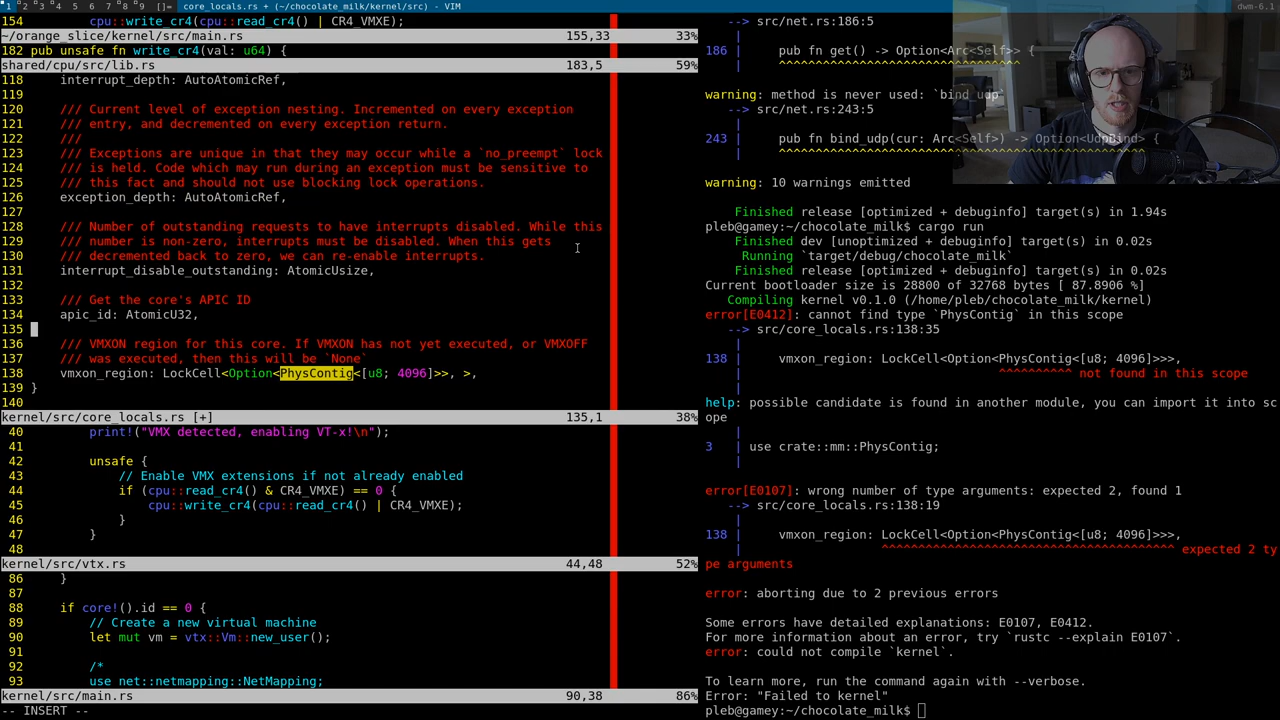 1 2 3 4 5 6 7 8 9 []= core_locals.rs + (~/chocolate_milk/kernel/src) - VIM
dwm-6.1
154         cpu::write_cr4(cpu::read_cr4() | CR4_VMXE);
~/orange_slice/kernel/src/main.rs 155,33 33%
182 pub unsafe fn write_cr4(val: u64) {
shared/cpu/src/lib.rs 183,5 59%
118     interrupt_depth: AutoAtomicRef,
119
120     /// Current level of exception nesting. Incremented on every exception
121     /// entry, and decremented on every exception return.
122     ///
123     /// Exceptions are unique in that they may occur while a `no_preempt` lock
124     /// is held. Code which may run during an exception must be sensitive to
125     /// this fact and should not use blocking lock operations.
126     exception_depth: AutoAtomicRef,
127
128     /// Number of outstanding requests to have interrupts disabled. While this
129     /// number is non-zero, interrupts must be disabled. When this gets
130     /// decremented back to zero, we can re-enable interrupts.
131     interrupt_disable_outstanding: AtomicUsize,
132
133     /// Get the core's APIC ID
134     apic_id: AtomicU32,
135
136     /// VMXON region for this core. If VMXON has not yet executed, or VMXOFF
137     /// was executed, then this will be `None`
138     vmxon_region: LockCell<Option<PhysContig<[u8; 4096]>>, >,
139 }
140
kernel/src/core_locals.rs [+] 135,1 38%
40         print!("VMX detected, enabling VT-x!\n");
41
42         unsafe {
43             // Enable VMX extensions if not already enabled
44             if (cpu::read_cr4() & CR4_VMXE) == 0 {
45                 cpu::write_cr4(cpu::read_cr4() | CR4_VMXE);
46             }
47         }
48
kernel/src/vtx.rs 44,48 52%
86     }
87
88     if core!().id == 0 {
89         // Create a new virtual machine
90         let mut vm = vtx::Vm::new_user();
91
92         /*
93         use net::netmapping::NetMapping;
kernel/src/main.rs 90,38 86%
-- INSERT --
--> src/net.rs:186:5
|
186 |     pub fn get() -> Option<Arc<Self>> {
|     ^^^^^^^^^^^^^^^^^^^^^^^^^^^^^^^^^
warning: method is never used: `bind_udp`
--> src/net.rs:243:5
|
243 |     pub fn bind_udp(cur: Arc<Self>) -> Option<UdpBind> {
|     ^^^^^^^^^^^^^^^^^^^^^^^^^^^^^^^^^^^^^^^^^^^^^^^^^^
warning: 10 warnings emitted
Finished release [optimized + debuginfo] target(s) in 1.94s
pleb@gamey:~/chocolate_milk$ cargo run
Finished dev [unoptimized + debuginfo] target(s) in 0.02s
Running `target/debug/chocolate_milk`
Finished release [optimized + debuginfo] target(s) in 0.02s
Current bootloader size is 28800 of 32768 bytes [ 87.8906 %]
Compiling kernel v0.1.0 (/home/pleb/chocolate_milk/kernel)
error[E0412]: cannot find type `PhysContig` in this scope
--> src/core_locals.rs:138:35
|
138 |     vmxon_region: LockCell<Option<PhysContig<[u8; 4096]>>>,
|                                   ^^^^^^^^^^ not found in this scope
|
help: possible candidate is found in another module, you can import it into sc
ope
|
3 | use crate::mm::PhysContig;
|
error[E0107]: wrong number of type arguments: expected 2, found 1
--> src/core_locals.rs:138:19
|
138 |     vmxon_region: LockCell<Option<PhysContig<[u8; 4096]>>>,
|                   ^^^^^^^^^^^^^^^^^^^^^^^^^^^^^^^^^^^^^^^^ expected 2 ty
pe arguments
error: aborting due to 2 previous errors
Some errors have detailed explanations: E0107, E0412.
For more information about an error, try `rustc --explain E0107`.
error: could not compile `kernel`.
To learn more, run the command again with --verbose.
Error: "Failed to kernel"
pleb@gamey:~/chocolate_milk$